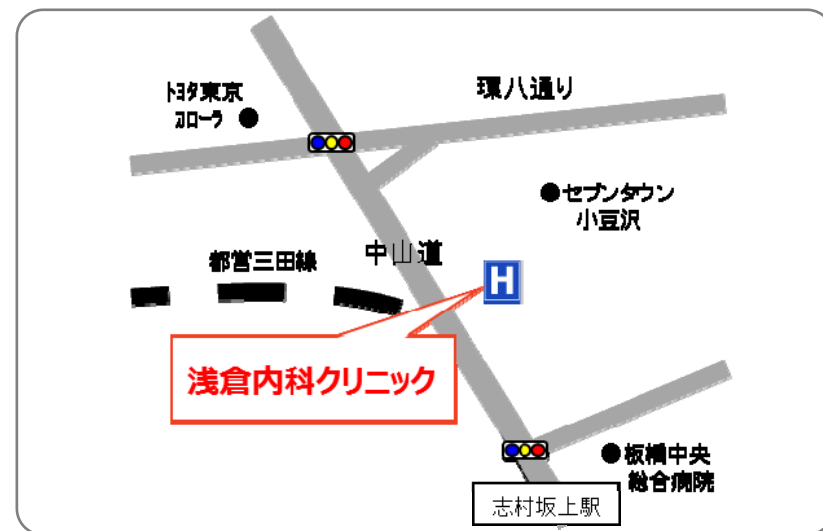 環八通り
トヨタ東京
カローラ
セブンタウン
小豆沢
中山道
都営三田線
H
浅倉内科クリニック
板橋中央
総合病院
志村坂上駅